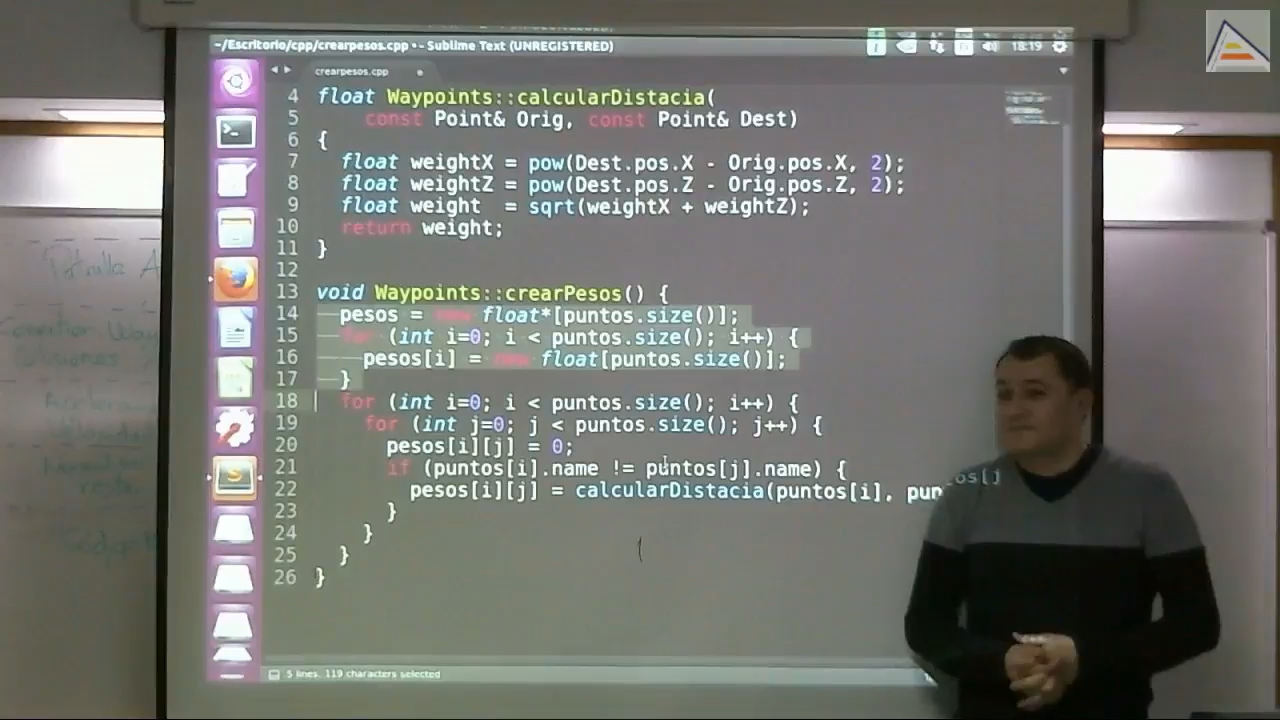 ~/Escritorio/cpp/crearpesos.cpp • - Sublime Text (UNREGISTERED)
18:19
crearpesos.cpp
4 float Waypoints::calcularDistacia(
5 const Point& Orig, const Point& Dest)
6 {
7 float weightX = pow(Dest.pos.X - Orig.pos.X, 2);
8 float weightZ = pow(Dest.pos.Z - Orig.pos.Z, 2);
9 float weight = sqrt(weightX + weightZ);
10 return weight;
11 }
12
13 void Waypoints::crearPesos() {
14 pesos = new float*[puntos.size()];
15 for (int i=0; i < puntos.size(); i++) {
16 pesos[i] = new float[puntos.size()];
17 }
18 for (int i=0; i < puntos.size(); i++) {
19 for (int j=0; j < puntos.size(); j++) {
20 pesos[i][j] = 0;
21 if (puntos[i].name != puntos[j].name) {
22 pesos[i][j] = calcularDistacia(puntos[i], puntos[j
23 }
24 }
25 }
26 }
5 lines, 119 characters selected
Patrulla A